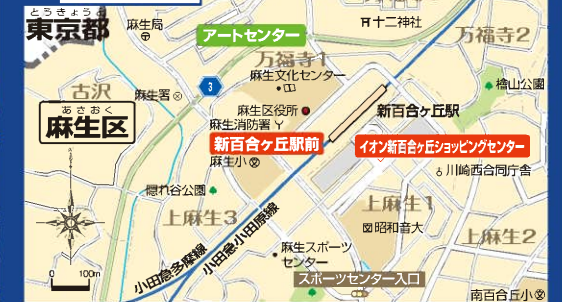 とうきょうと
東京都
麻生局
アートセンター
十二神社
万福寺2
万福寺1
古沢
麻生署
3
麻生文化センター
檜山公園
あさおく
麻生区
麻生区役所
新百合ヶ丘駅
麻生消防署
新百合ヶ丘駅前
イオン新百合ヶ丘ショッピングセンター
麻生小
川崎西合同庁舎
隠れ谷公園
上麻生3
上麻生1
昭和音大
上麻生2
小田急多摩線
小田急小田原線
麻生スポーツ
センター
スポーツセンター入口
南百合丘小
0 100m